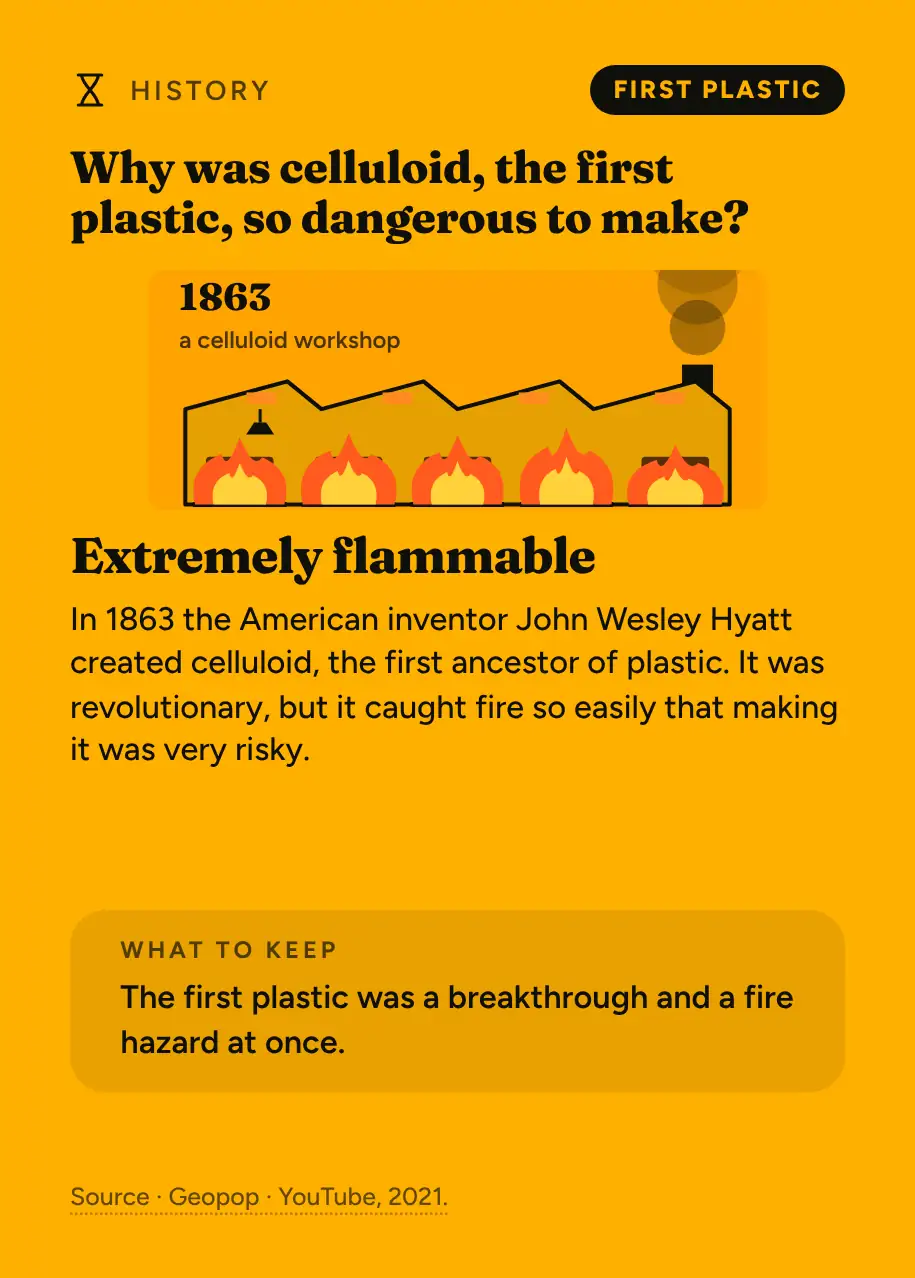 HISTORY
FIRST PLASTIC
Why was celluloid, the first
plastic, so dangerous to make?
1863
a celluloid workshop
Extremely flammable
In 1863 the American inventor John Wesley Hyatt
created celluloid, the first ancestor of plastic. It was
revolutionary, but it caught fire so easily that making
it was very risky.
WHAT TO KEEP
The first plastic was a breakthrough and a fire
hazard at once.
Source · Geopop · YouTube, 2021.